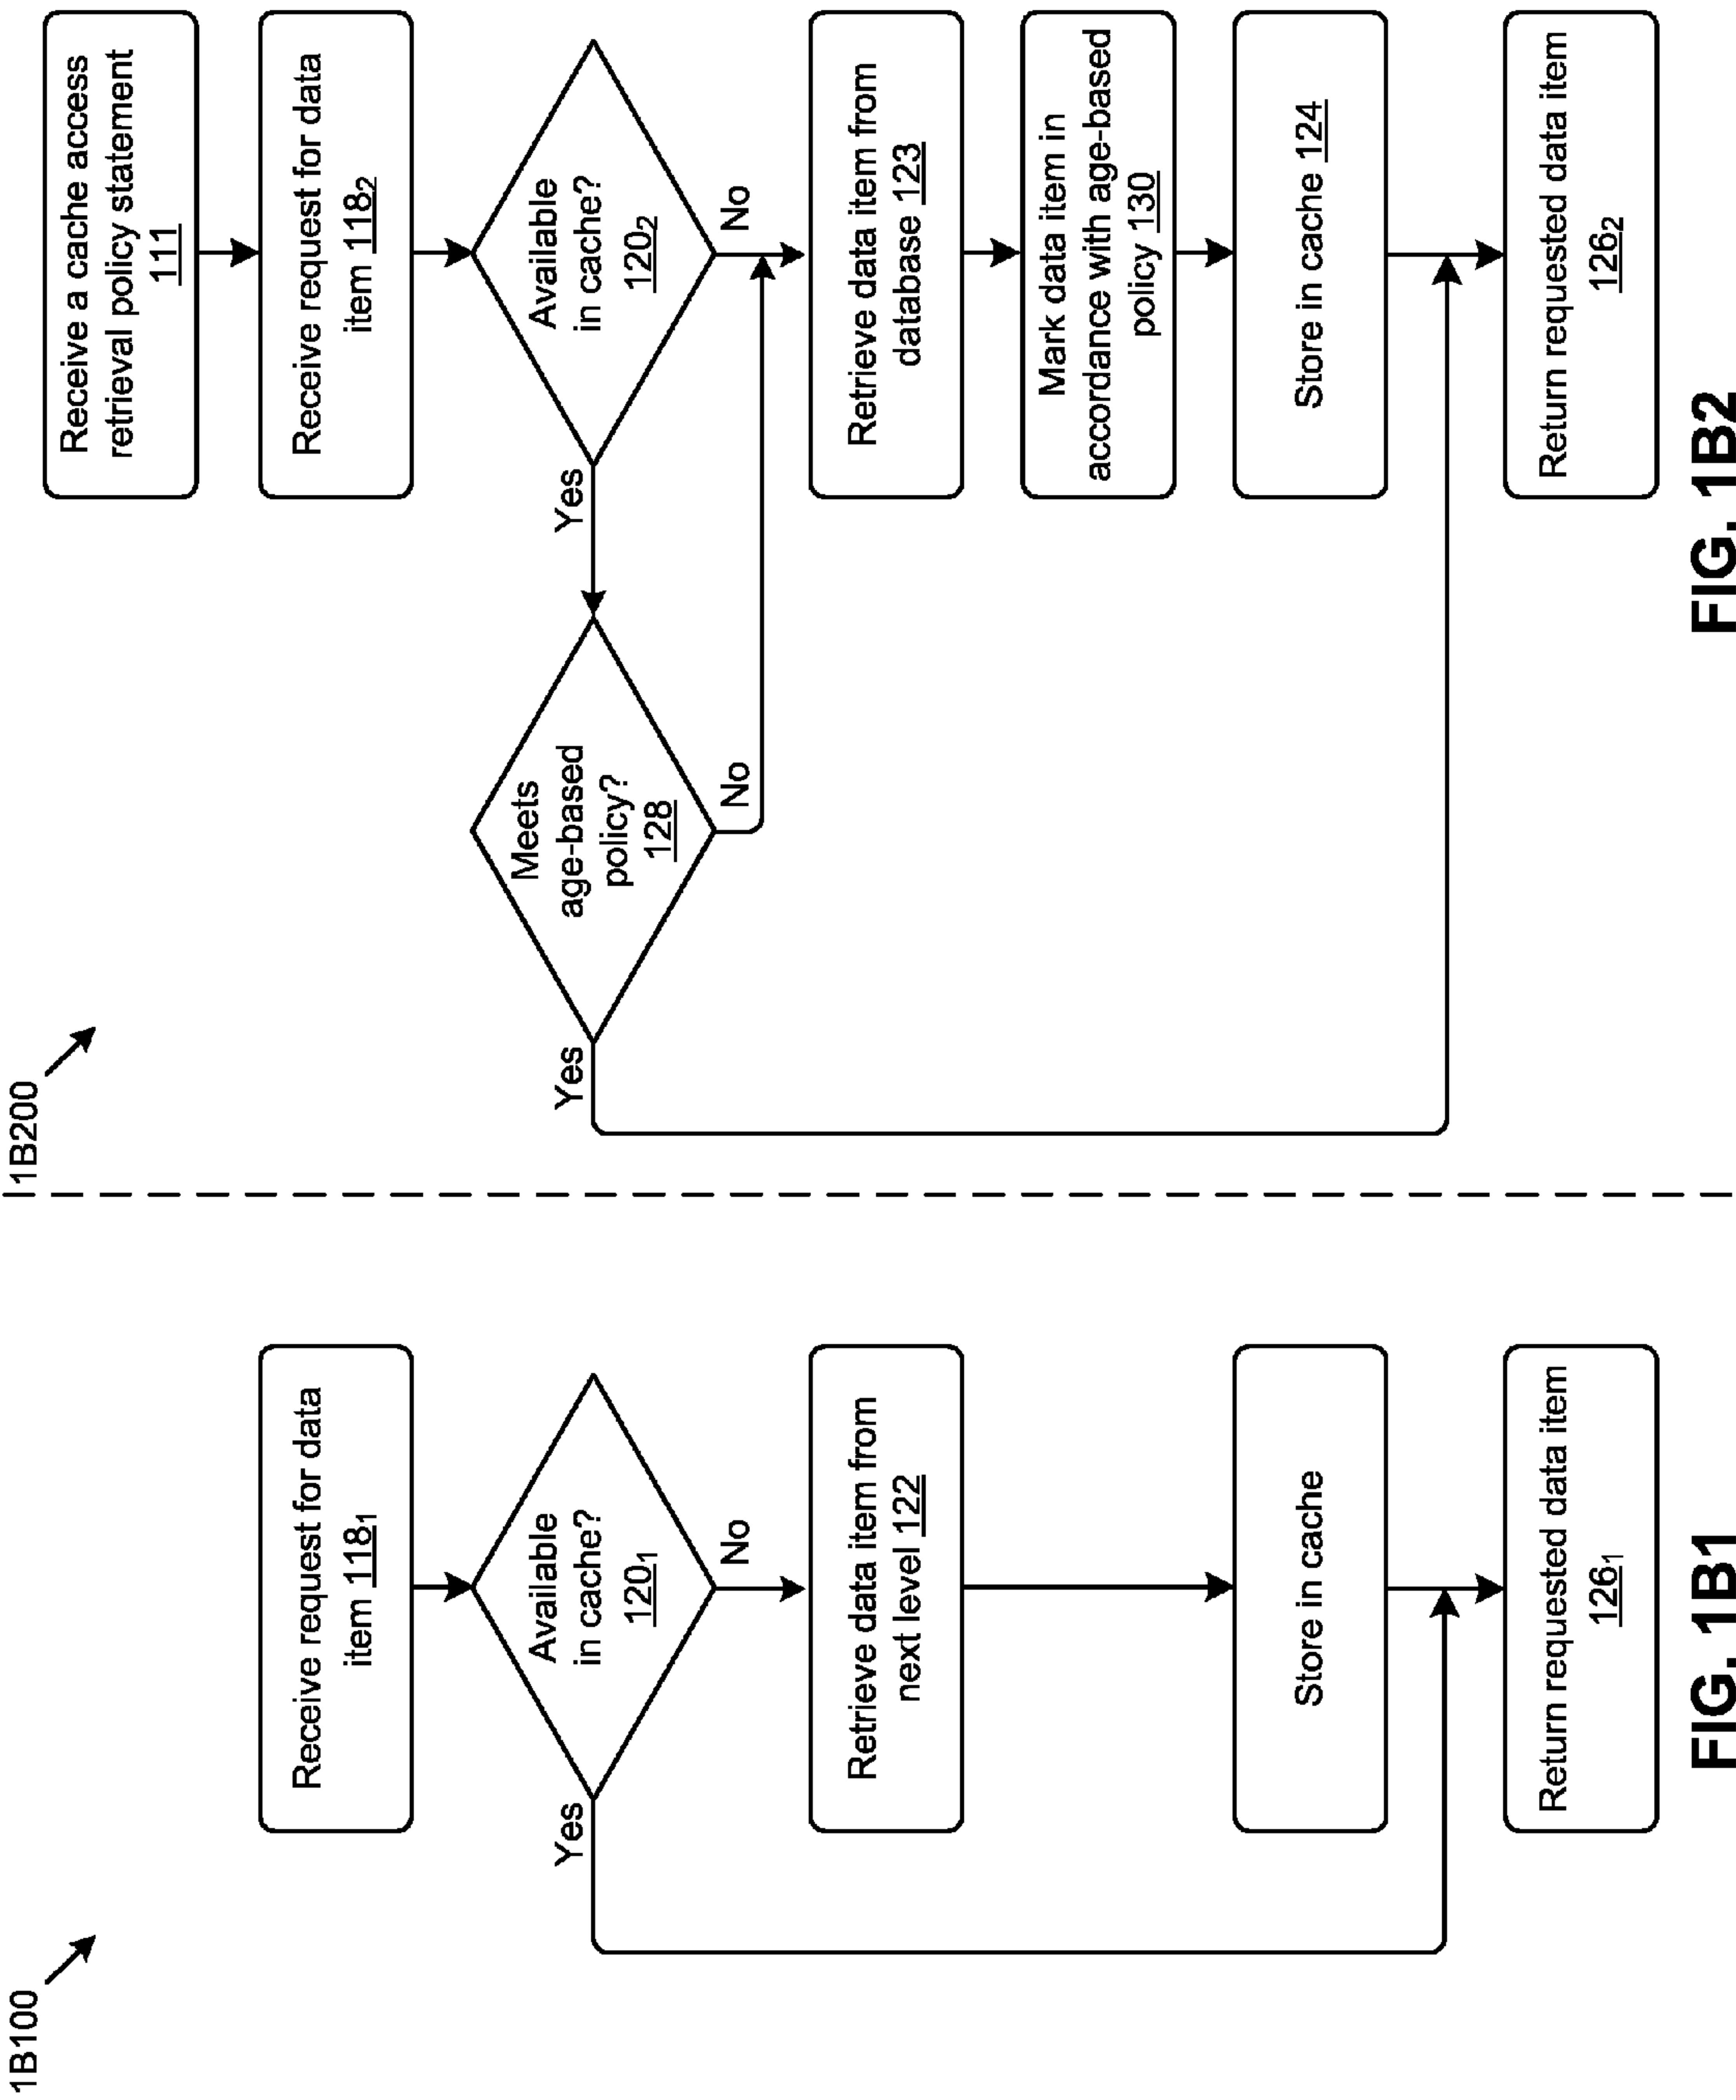 1B100
Receive request for data
item 118₁
Available
in cache?
120₁
Yes
No
Retrieve data item from
next level 122
Store in cache
Return requested data item
126₁
FIG. 1B1
1B200
Receive a cache access
retrieval policy statement
111
Receive request for data
item 118₂
Available
in cache?
120₂
Yes
No
Meets
age-based
policy?
128
Yes
No
Retrieve data item from
database 123
Mark data item in
accordance with age-based
policy 130
Store in cache 124
Return requested data item
126₂
FIG. 1B2